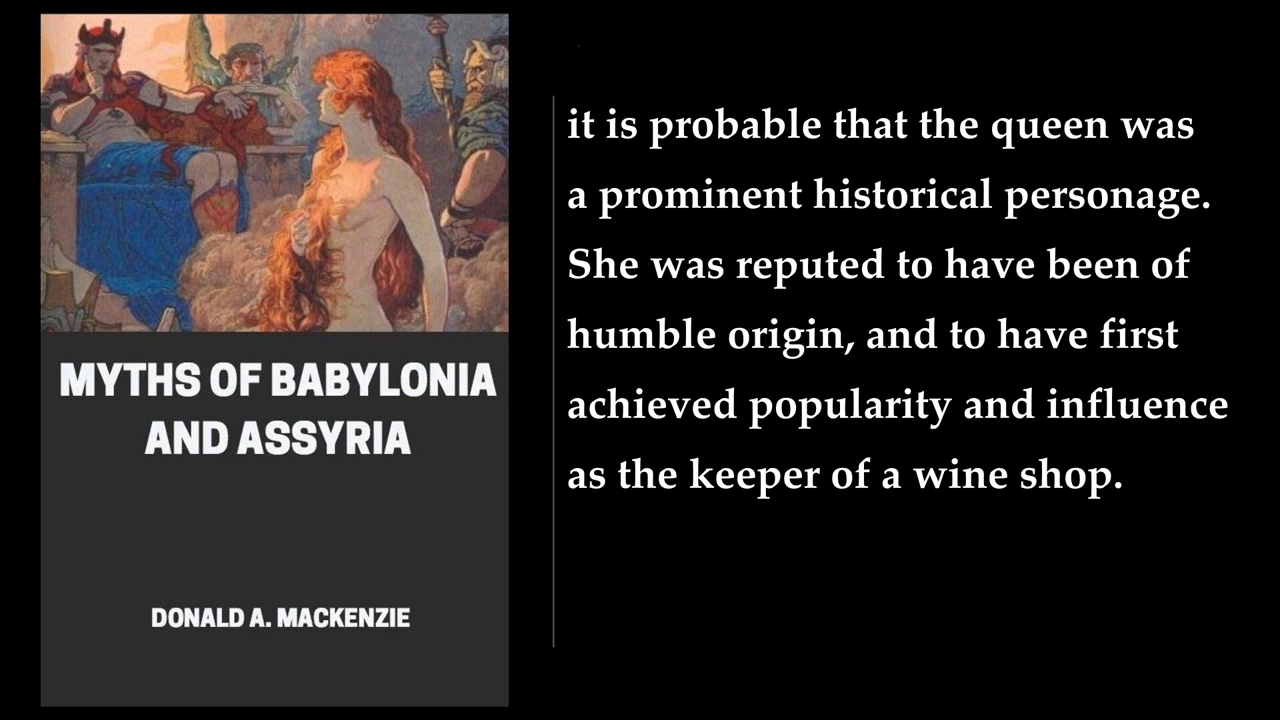 MYTHS OF BABYLONIA
AND ASSYRIA
DONALD A. MACKENZIE
it is probable that the queen was
a prominent historical personage.
She was reputed to have been of
humble origin, and to have first
achieved popularity and influence
as the keeper of a wine shop.